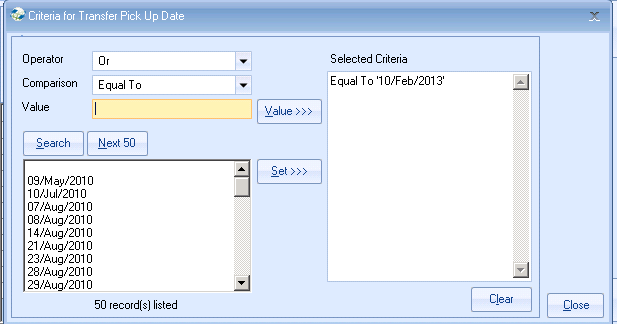 Criteria for Transfer Pick Up Date
Operator Or
Comparison Equal To
Value
Value >>>
Search Next 50
09/May/2010
10/Jul/2010
07/Aug/2010
08/Aug/2010
14/Aug/2010
21/Aug/2010
23/Aug/2010
28/Aug/2010
29/Aug/2010
50 record(s) listed
Set >>>
Selected Criteria
Equal To '10/Feb/2013'
Clear
Close